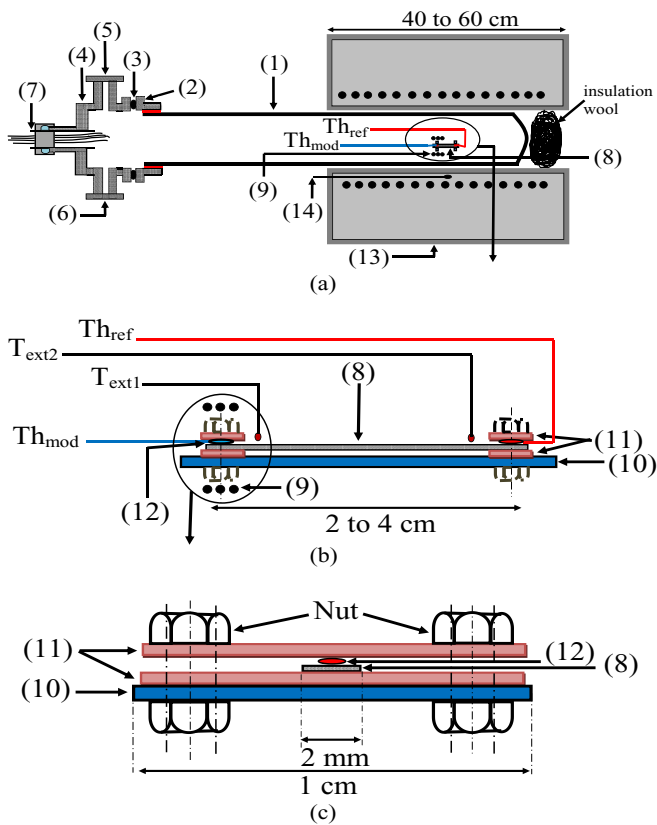 40 to 60 cm
(5)
(4)
(3)
(2)
(7)
(1)
insulation
wool
Th_ref
Th_mod
(9)
(8)
(14)
(6)
(13)
(a)
Th_ref
T_ext2
T_ext1
(8)
Th_mod
(11)
(10)
(12)
(9)
2 to 4 cm
(b)
Nut
(11)
(12)
(8)
(10)
2 mm
1 cm
(c)